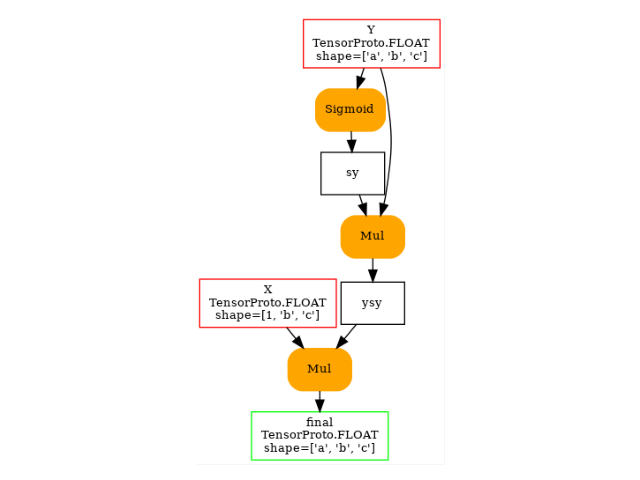 Y
TensorProto.FLOAT
shape=['a', 'b', 'c']
Sigmoid
sy
Mul
X
TensorProto.FLOAT
shape=[1, 'b', 'c']
ysy
Mul
final
TensorProto.FLOAT
shape=['a', 'b', 'c']